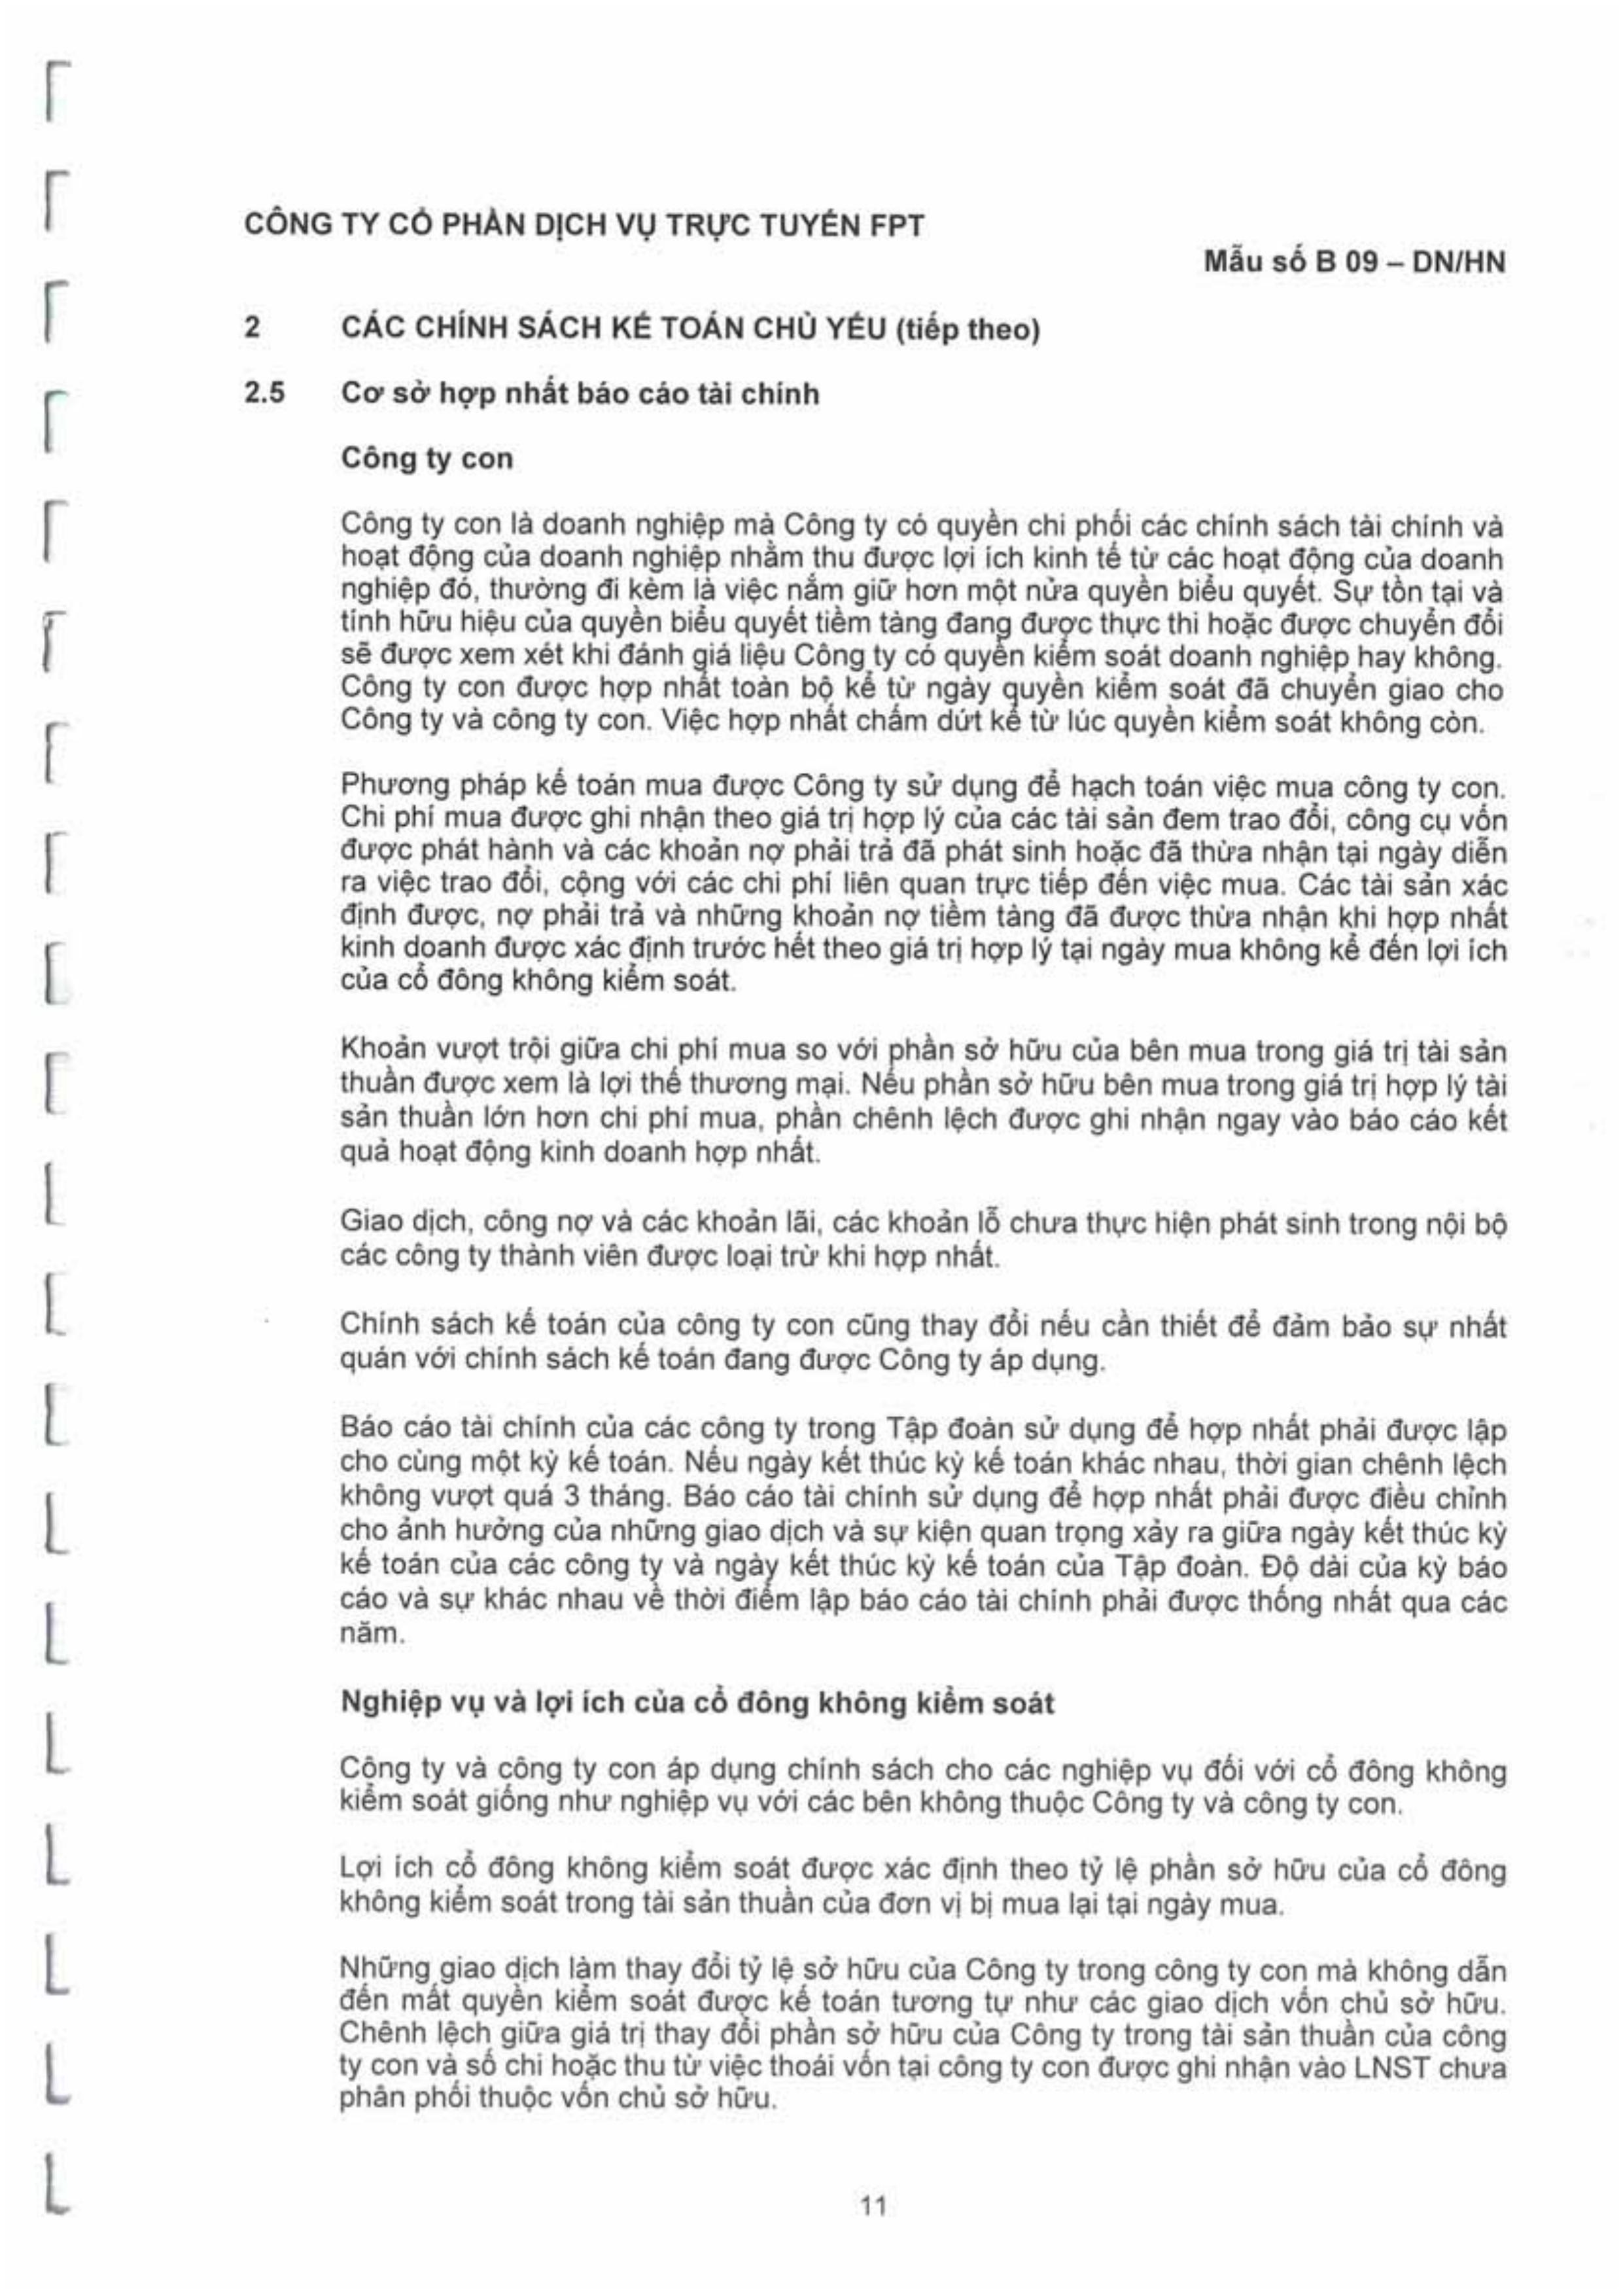 CÔNG TY CỔ PHẦN DỊCH VỤ TRỰC TUYẾN FPT
Mẫu số B 09 – DN/HN
2 CÁC CHÍNH SÁCH KẾ TOÁN CHỦ YẾU (tiếp theo)
2.5 Cơ sở hợp nhất báo cáo tài chính
Công ty con
Công ty con là doanh nghiệp mà Công ty có quyền chi phối các chính sách tài chính và
hoạt động của doanh nghiệp nhằm thu được lợi ích kinh tế từ các hoạt động của doanh
nghiệp đó, thường đi kèm là việc nắm giữ hơn một nửa quyền biểu quyết. Sự tồn tại và
tính hữu hiệu của quyền biểu quyết tiềm tàng đang được thực thi hoặc được chuyển đổi
sẽ được xem xét khi đánh giá liệu Công ty có quyền kiểm soát doanh nghiệp hay không.
Công ty con được hợp nhất toàn bộ kể từ ngày quyền kiểm soát đã chuyển giao cho
Công ty và công ty con. Việc hợp nhất chấm dứt kể từ lúc quyền kiểm soát không còn.
Phương pháp kế toán mua được Công ty sử dụng để hạch toán việc mua công ty con.
Chi phí mua được ghi nhận theo giá trị hợp lý của các tài sản đem trao đổi, công cụ vốn
được phát hành và các khoản nợ phải trả đã phát sinh hoặc đã thừa nhận tại ngày diễn
ra việc trao đổi, cộng với các chi phí liên quan trực tiếp đến việc mua. Các tài sản xác
định được, nợ phải trả và những khoản nợ tiềm tàng đã được thừa nhận khi hợp nhất
kinh doanh được xác định trước hết theo giá trị hợp lý tại ngày mua không kể đến lợi ích
của cổ đông không kiểm soát.
Khoản vượt trội giữa chi phí mua so với phần sở hữu của bên mua trong giá trị tài sản
thuần được xem là lợi thế thương mại. Nếu phần sở hữu bên mua trong giá trị hợp lý tài
sản thuần lớn hơn chi phí mua, phần chênh lệch được ghi nhận ngay vào báo cáo kết
quả hoạt động kinh doanh hợp nhất.
Giao dịch, công nợ và các khoản lãi, các khoản lỗ chưa thực hiện phát sinh trong nội bộ
các công ty thành viên được loại trừ khi hợp nhất.
Chính sách kế toán của công ty con cũng thay đổi nếu cần thiết để đảm bảo sự nhất
quán với chính sách kế toán đang được Công ty áp dụng.
Báo cáo tài chính của các công ty trong Tập đoàn sử dụng để hợp nhất phải được lập
cho cùng một kỳ kế toán. Nếu ngày kết thúc kỳ kế toán khác nhau, thời gian chênh lệch
không vượt quá 3 tháng. Báo cáo tài chính sử dụng để hợp nhất phải được điều chỉnh
cho ảnh hưởng của những giao dịch và sự kiện quan trọng xảy ra giữa ngày kết thúc kỳ
kế toán của các công ty và ngày kết thúc kỳ kế toán của Tập đoàn. Độ dài của kỳ báo
cáo và sự khác nhau về thời điểm lập báo cáo tài chính phải được thống nhất qua các
năm.
Nghiệp vụ và lợi ích của cổ đông không kiểm soát
Công ty và công ty con áp dụng chính sách cho các nghiệp vụ đối với cổ đông không
kiểm soát giống như nghiệp vụ với các bên không thuộc Công ty và công ty con.
Lợi ích cổ đông không kiểm soát được xác định theo tỷ lệ phần sở hữu của cổ đông
không kiểm soát trong tài sản thuần của đơn vị bị mua lại tại ngày mua.
Những giao dịch làm thay đổi tỷ lệ sở hữu của Công ty trong công ty con mà không dẫn
đến mất quyền kiểm soát được kế toán tương tự như các giao dịch vốn chủ sở hữu.
Chênh lệch giữa giá trị thay đổi phần sở hữu của Công ty trong tài sản thuần của công
ty con và số chi hoặc thu từ việc thoái vốn tại công ty con được ghi nhận vào LNST chưa
phân phối thuộc vốn chủ sở hữu.
11